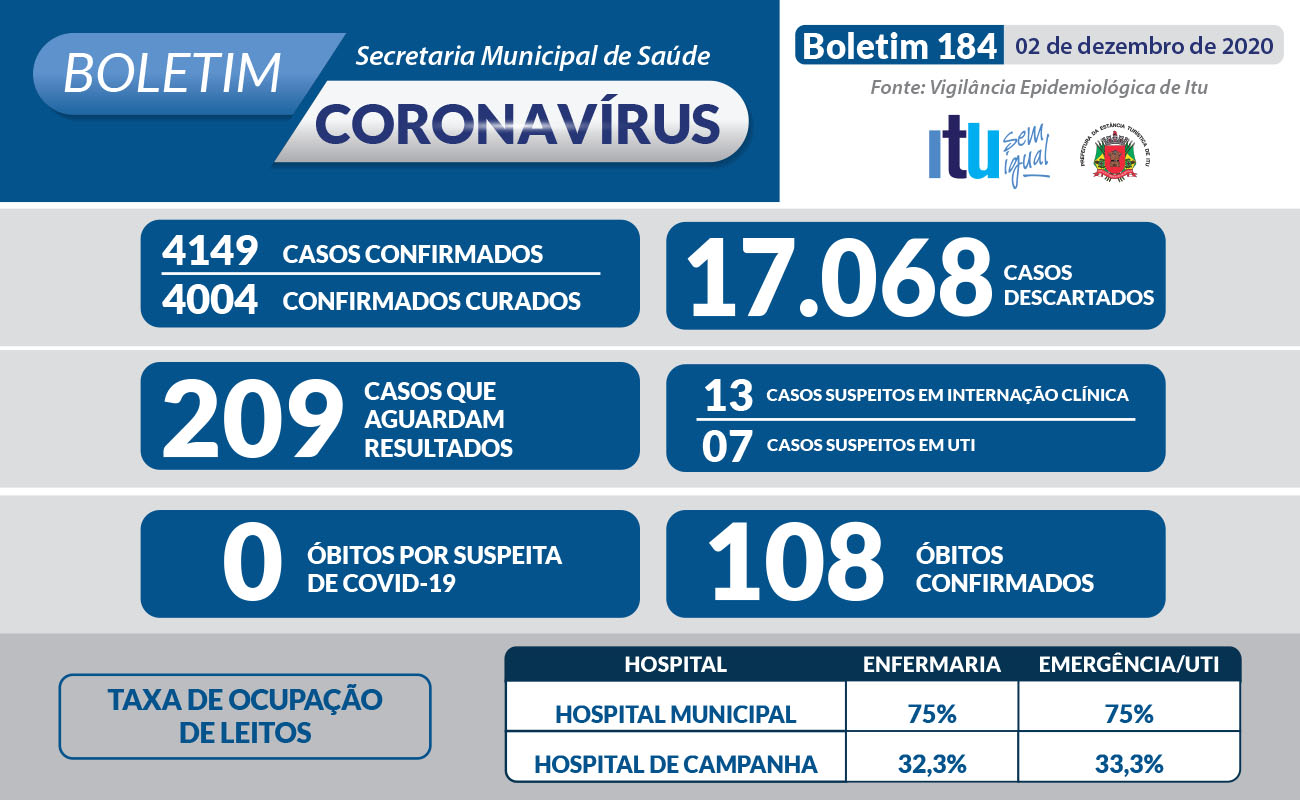 BOLETIM
Secretaria Municipal de Saúde
CORONAVÍRUS
Boletim 184
02 de dezembro de 2020
Fonte: Vigilância Epidemiológica de Itu
itu sem igual
PREFEITURA DA ESTÂNCIA TURÍSTICA DE ITU
4149 CASOS CONFIRMADOS
4004 CONFIRMADOS CURADOS
17.068 CASOS
DESCARTADOS
209 CASOS QUE
AGUARDAM
RESULTADOS
13 CASOS SUSPEITOS EM INTERNAÇÃO CLÍNICA
07 CASOS SUSPEITOS EM UTI
0 ÓBITOS POR SUSPEITA
DE COVID-19
108 ÓBITOS
CONFIRMADOS
TAXA DE OCUPAÇÃO
DE LEITOS
HOSPITAL ENFERMARIA EMERGÊNCIA/UTI
HOSPITAL MUNICIPAL 75% 75%
HOSPITAL DE CAMPANHA 32,3% 33,3%